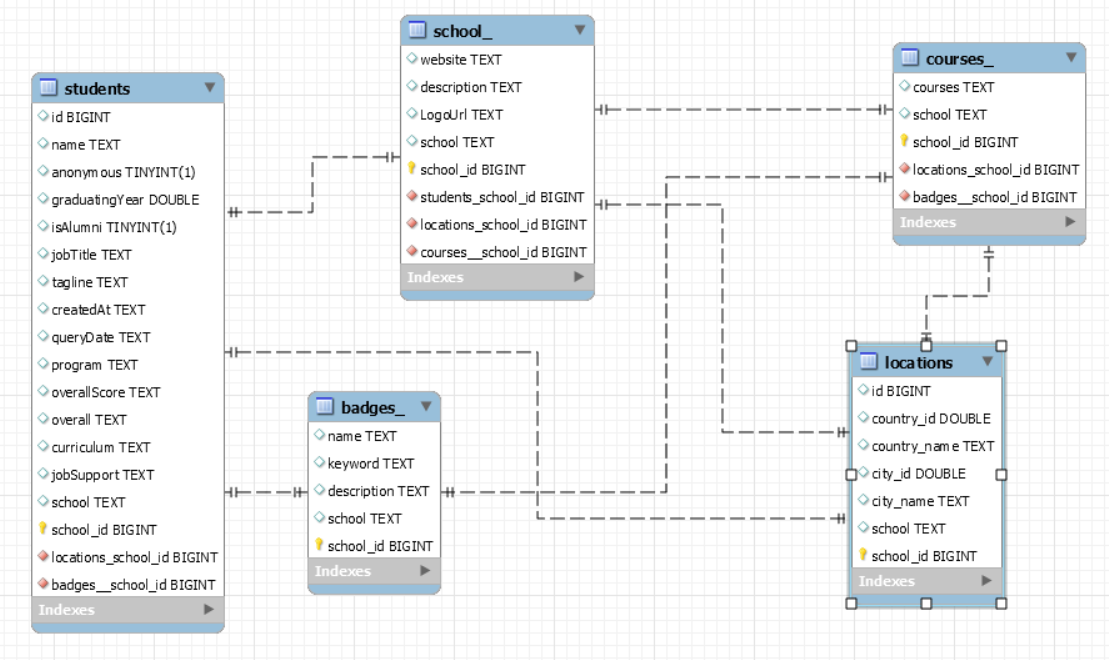 students
id BIGINT
name TEXT
anonymous TINYINT(1)
graduatingYear DOUBLE
isAlumni TINYINT(1)
jobTitle TEXT
tagline TEXT
createdAt TEXT
queryDate TEXT
program TEXT
overallScore TEXT
overall TEXT
curriculum TEXT
jobSupport TEXT
school TEXT
school_id BIGINT
locations_school_id BIGINT
badges__school_id BIGINT
Indexes
school_
website TEXT
description TEXT
LogoUrl TEXT
school TEXT
school_id BIGINT
students_school_id BIGINT
locations_school_id BIGINT
courses__school_id BIGINT
Indexes
badges_
name TEXT
keyword TEXT
description TEXT
school TEXT
school_id BIGINT
Indexes
courses_
courses TEXT
school TEXT
school_id BIGINT
locations_school_id BIGINT
badges__school_id BIGINT
Indexes
locations
id BIGINT
country_id DOUBLE
country_name TEXT
city_id DOUBLE
city_name TEXT
school TEXT
school_id BIGINT
Indexes